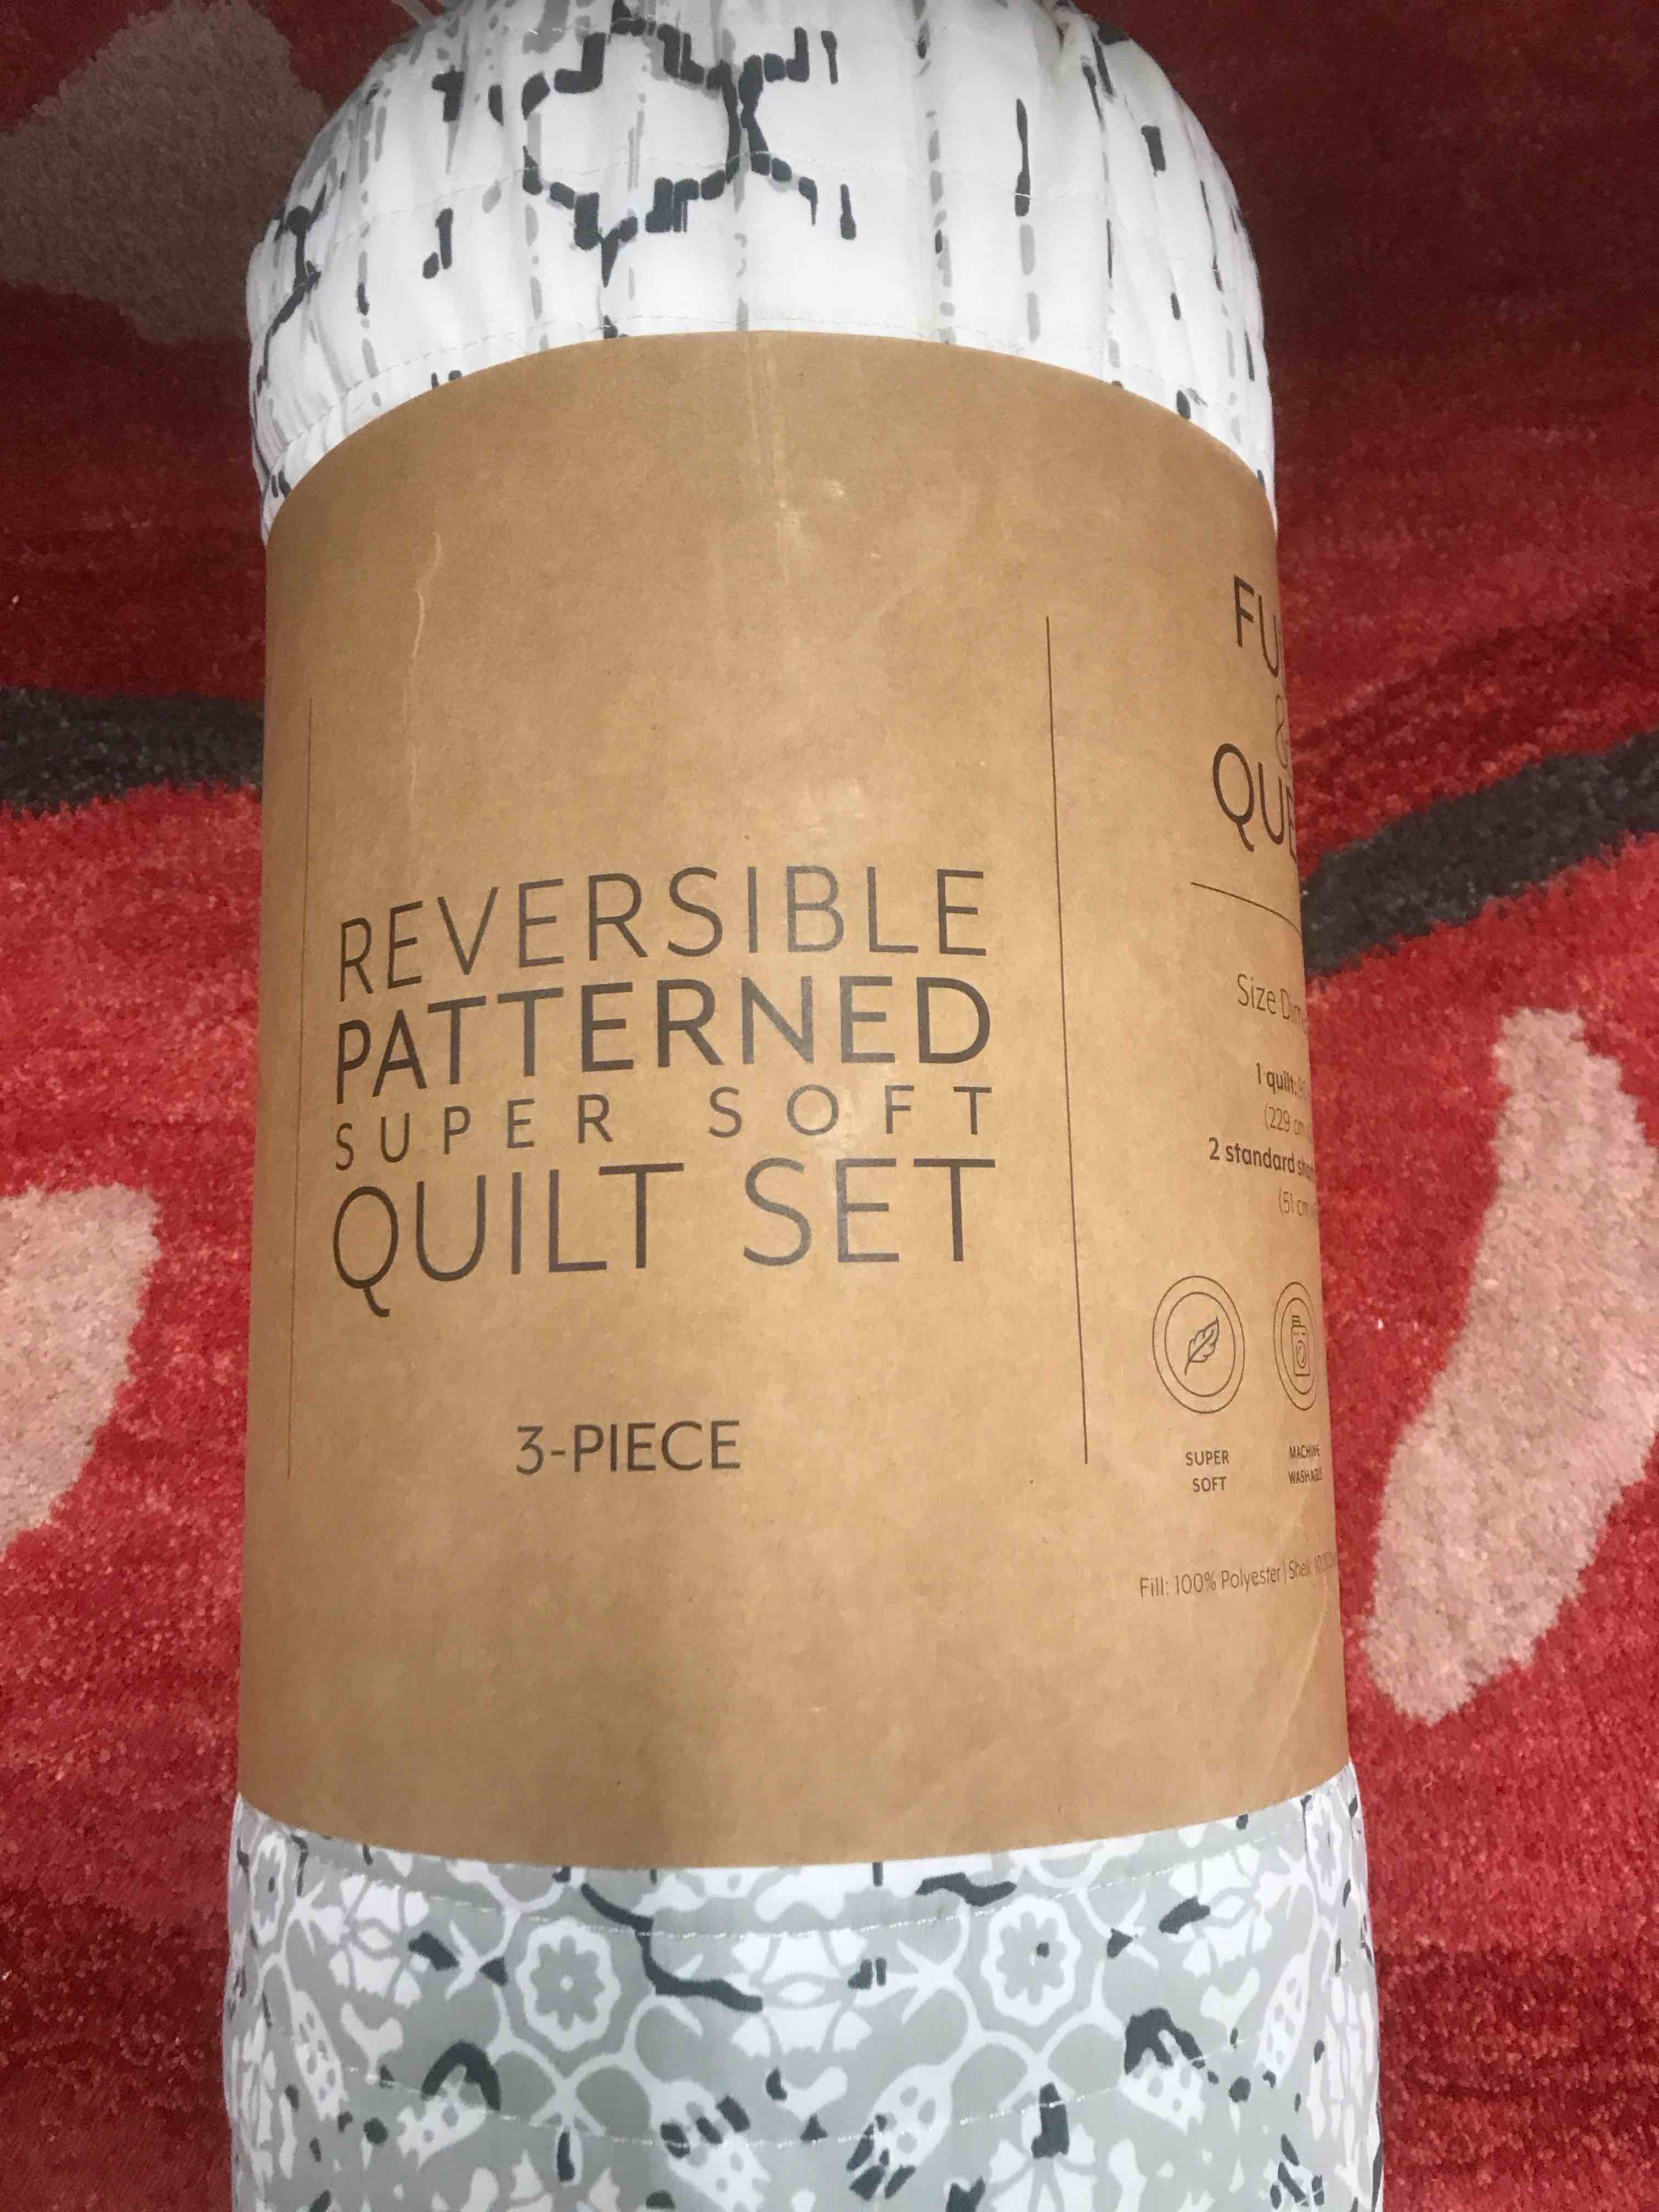 REVERSIBLE
PATTERNED
SUPER SOFT
QUILT SET
3-PIECE
&
Size
1 quilt:
(229 cm
2 standard
(51 cm
SUPER
SOFT
MACHINE
Fill: 100% Polyester | Shell: